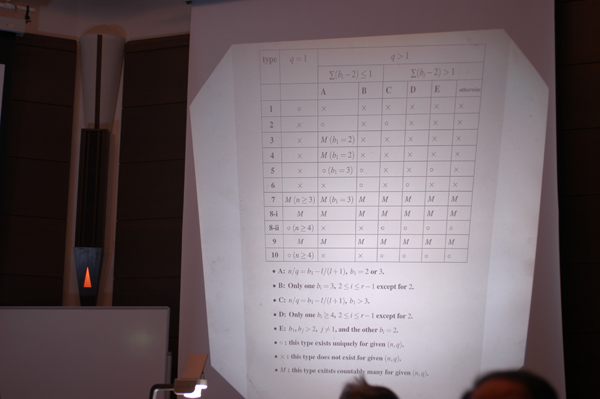 type q = 1 q > 1
∑(bᵢ − 2) ≤ 1 ∑(bᵢ − 2) > 1
A B C D E otherwise
1 × × × × × × ×
2 × ○ × × × ×
3 × M (b₁ = 2) × × × × ×
4 × M (b₁ = 2) × × × × ×
5 × ○ (b₁ = 3) ○ × × ○ ×
6 × × ○ × ○ × ×
7 M (n ≥ 3) M (b₁ = 3) M M M M M
8-i M M M M M M M
8-ii ○ (n ≥ 4) × × ○ ○ ○ ○
9 M M M M M M M
10 ○ (n ≥ 4) × × ○ ○ ○ ○
• A: n/q = b₁ − l/(l+1), b₁ = 2 or 3.
• B: Only one bᵢ = 3, 2 ≤ i ≤ r − 1 except for 2.
• C: n/q = b₁ − l/(l+1), b₁ > 3.
• D: Only one bᵢ ≥ 4, 2 ≤ i ≤ r − 1 except for 2.
• E: b₁, bⱼ > 2, j ≠ 1, and the other bᵢ = 2.
• ○ : this type exists uniquely for given (n, q).
• × : this type does not exist for given (n, q).
• M : this type exitsts countably many for given (n, q).